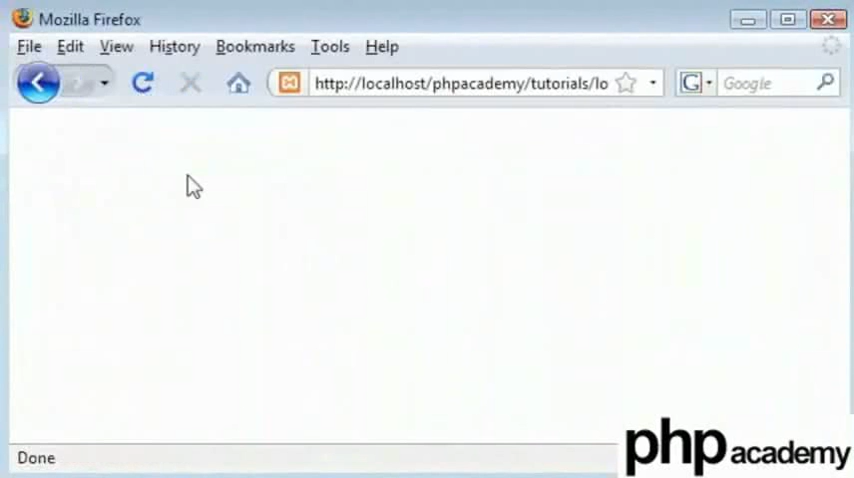 Mozilla Firefox
File Edit View History Bookmarks Tools Help
http://localhost/phpacademy/tutorials/lo G Google
Done
php academy